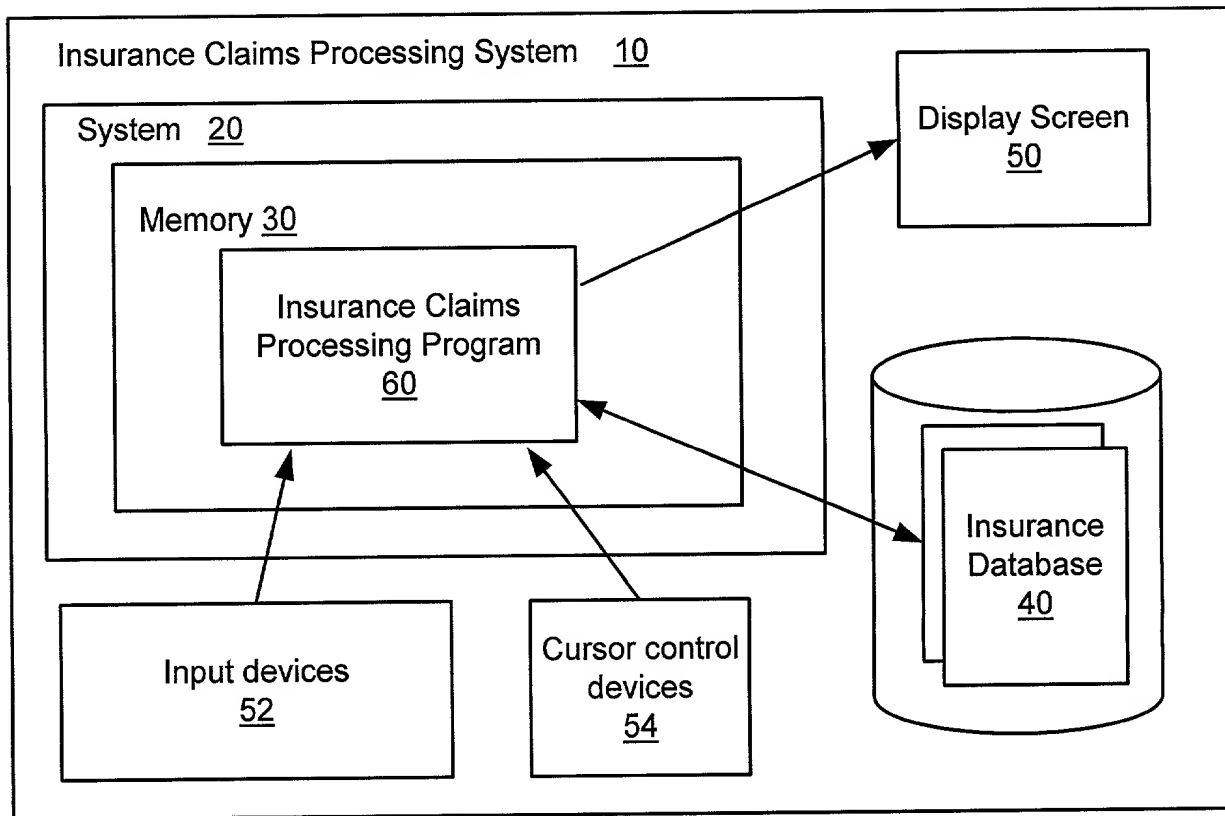 Insurance Claims Processing System 10
System 20
Memory 30
Insurance Claims
Processing Program
60
Display Screen
50
Insurance
Database
40
Input devices
52
Cursor control
devices
54